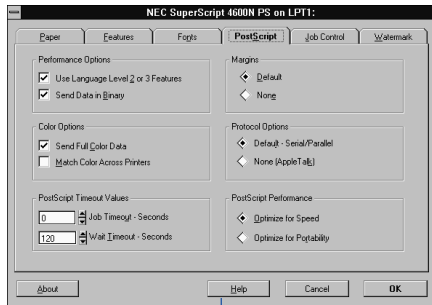 NEC SuperScript 4600N PS on LPT1:
Paper Features Fonts PostScript Job Control Watermark
Performance Options
Use Language Level 2 or 3 Features
Send Data in Binary
Color Options
Send Full Color Data
Match Color Across Printers
PostScript Timeout Values
0 Job Timeout - Seconds
120 Wait Timeout - Seconds
Margins
Default
None
Protocol Options
Default - Serial/Parallel
None (AppleTalk)
PostScript Performance
Optimize for Speed
Optimize for Portability
About Help Cancel OK